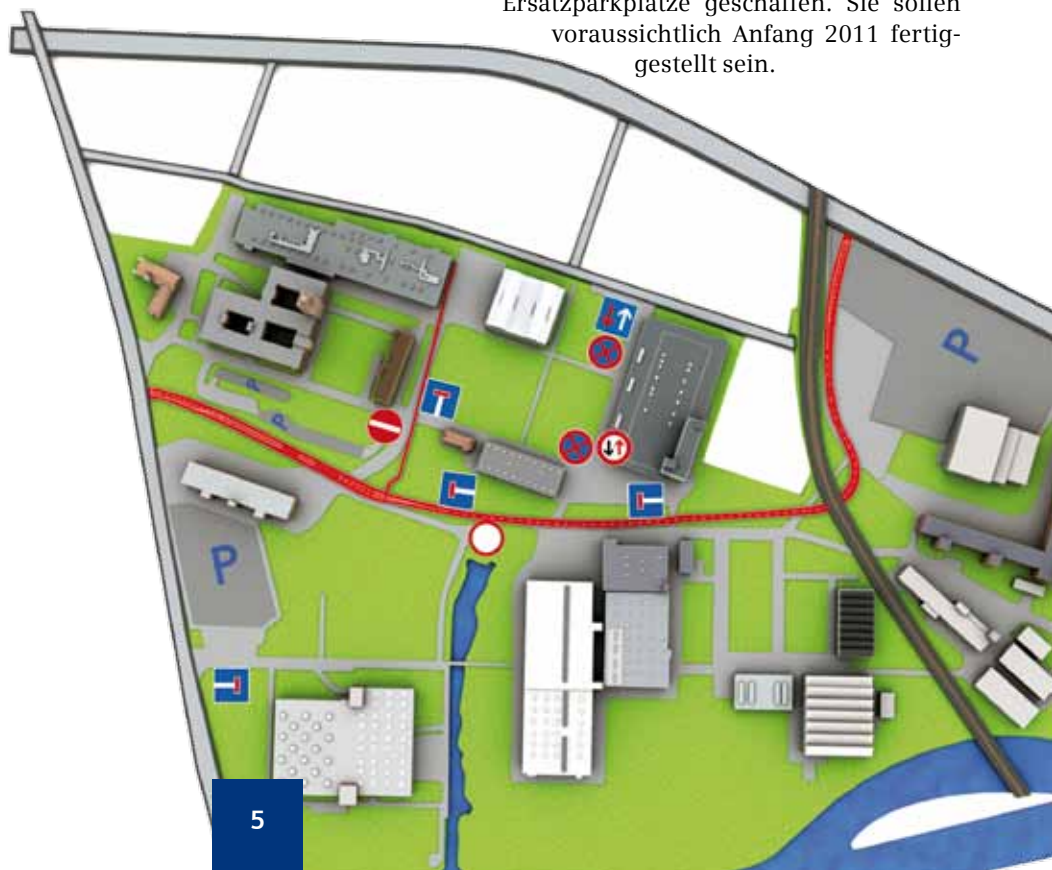 Ersatzparkplätze geschaffen. Sie sollen
voraussichtlich Anfang 2011 fertig-
gestellt sein.
P
P
P
P
5